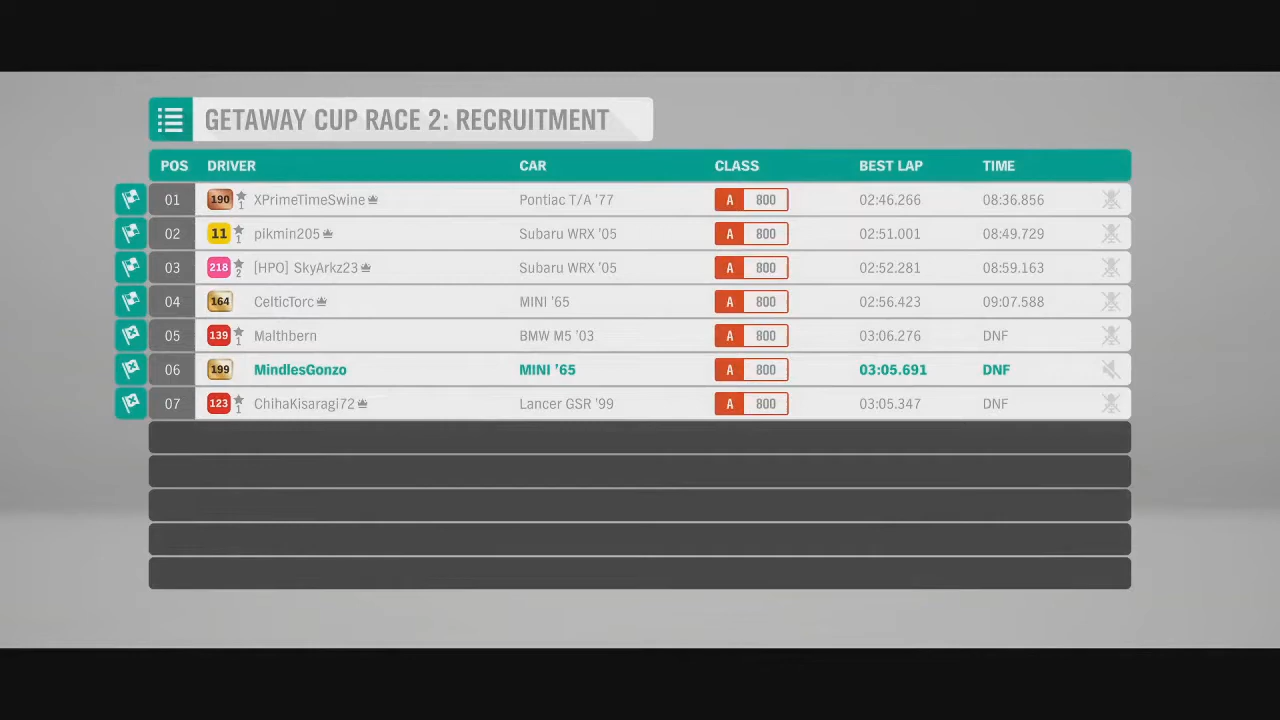 GETAWAY CUP RACE 2: RECRUITMENT
POS DRIVER CAR CLASS BEST LAP TIME
01 190 1 XPrimeTimeSwine Pontiac T/A '77 A 800 02:46.266 08:36.856
02 11 1 pikmin205 Subaru WRX '05 A 800 02:51.001 08:49.729
03 218 2 [HPO] SkyArkz23 Subaru WRX '05 A 800 02:52.281 08:59.163
04 164 CelticTorc MINI '65 A 800 02:56.423 09:07.588
05 139 1 Malthbern BMW M5 '03 A 800 03:06.276 DNF
06 199 MindlesGonzo MINI '65 A 800 03:05.691 DNF
07 123 1 ChihaKisaragi72 Lancer GSR '99 A 800 03:05.347 DNF